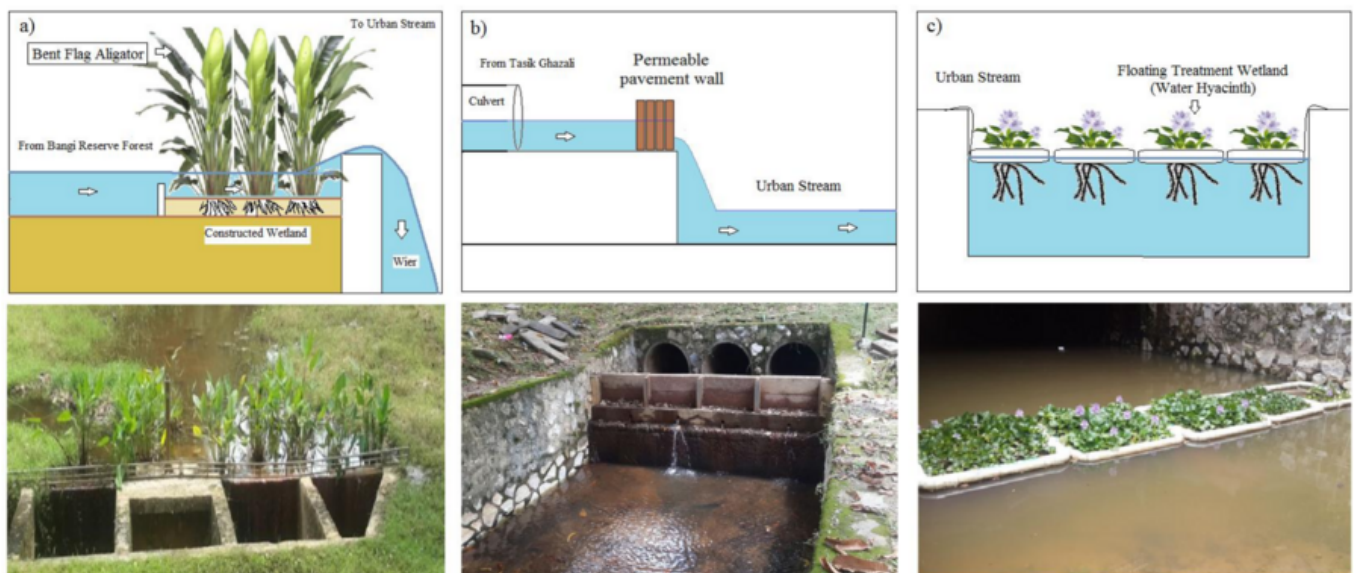 a)
To Urban Stream
Bent Flag Aligator
From Bangi Reserve Forest
Constructed Wetland
Wier
b)
From Tasik Ghazali
Permeable
pavement wall
Culvert
Urban Stream
c)
Urban Stream
Floating Treatment Wetland
(Water Hyacinth)